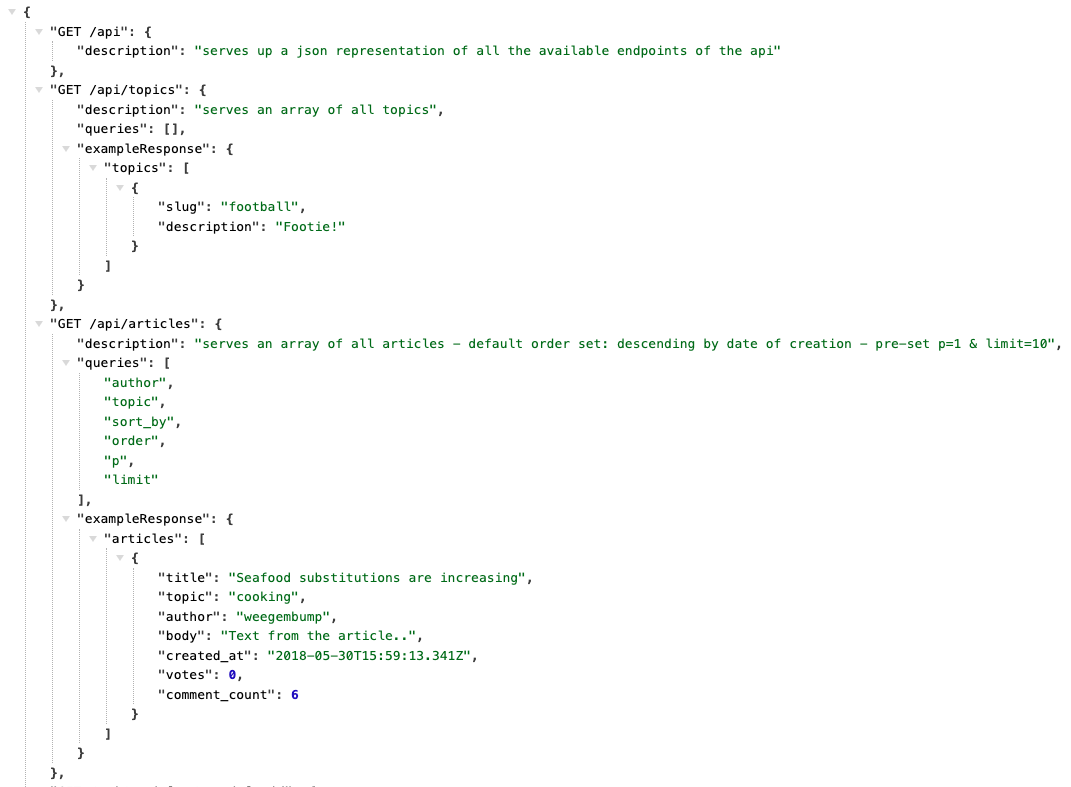 {
"GET /api": {
"description": "serves up a json representation of all the available endpoints of the api"
},
"GET /api/topics": {
"description": "serves an array of all topics",
"queries": [],
"exampleResponse": {
"topics": [
{
"slug": "football",
"description": "Footie!"
}
]
}
},
"GET /api/articles": {
"description": "serves an array of all articles - default order set: descending by date of creation - pre-set p=1 & limit=10",
"queries": [
"author",
"topic",
"sort_by",
"order",
"p",
"limit"
],
"exampleResponse": {
"articles": [
{
"title": "Seafood substitutions are increasing",
"topic": "cooking",
"author": "weegembump",
"body": "Text from the article..",
"created_at": "2018-05-30T15:59:13.341Z",
"votes": 0,
"comment_count": 6
}
]
}
},